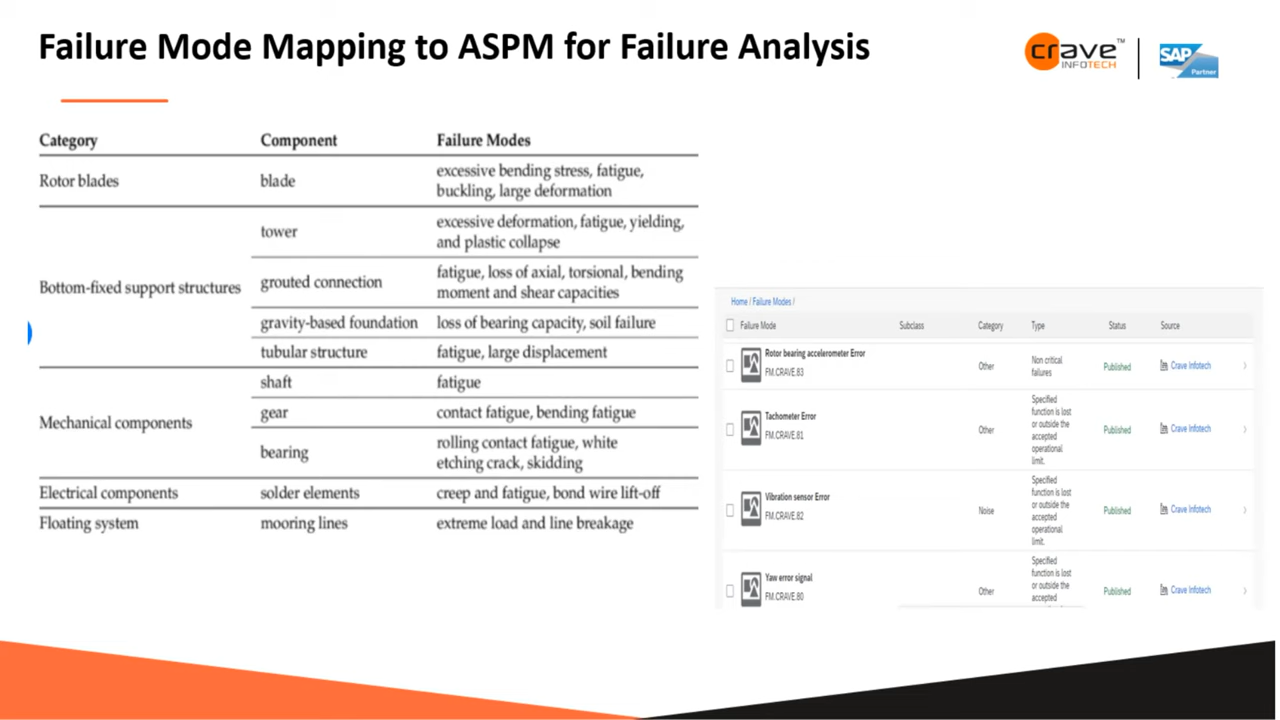 Failure Mode Mapping to ASPM for Failure Analysis
crave™
INFOTECH
SAP
Partner
Category Component Failure Modes
Rotor blades blade excessive bending stress, fatigue,
buckling, large deformation
Bottom-fixed support structures
tower excessive deformation, fatigue, yielding,
and plastic collapse
grouted connection fatigue, loss of axial, torsional, bending
moment and shear capacities
gravity-based foundation loss of bearing capacity, soil failure
tubular structure fatigue, large displacement
Mechanical components
shaft fatigue
gear contact fatigue, bending fatigue
bearing rolling contact fatigue, white
etching crack, skidding
Electrical components solder elements creep and fatigue, bond wire lift-off
Floating system mooring lines extreme load and line breakage
Home / Failure Modes /
Failure Mode Subclass Category Type Status Source
Rotor bearing accelerometer Error
FM.CRAVE.83
Other
Non critical
failures
Published
Crave Infotech
Tachometer Error
FM.CRAVE.81
Other
Specified
function is lost
or outside the
accepted
operational
limit.
Published
Crave Infotech
Vibration sensor Error
FM.CRAVE.82
Noise
Specified
function is lost
or outside the
accepted
operational
limit.
Published
Crave Infotech
Yaw error signal
FM.CRAVE.80
Other
Specified
function is lost
or outside the
accepted
Published
Crave Infotech